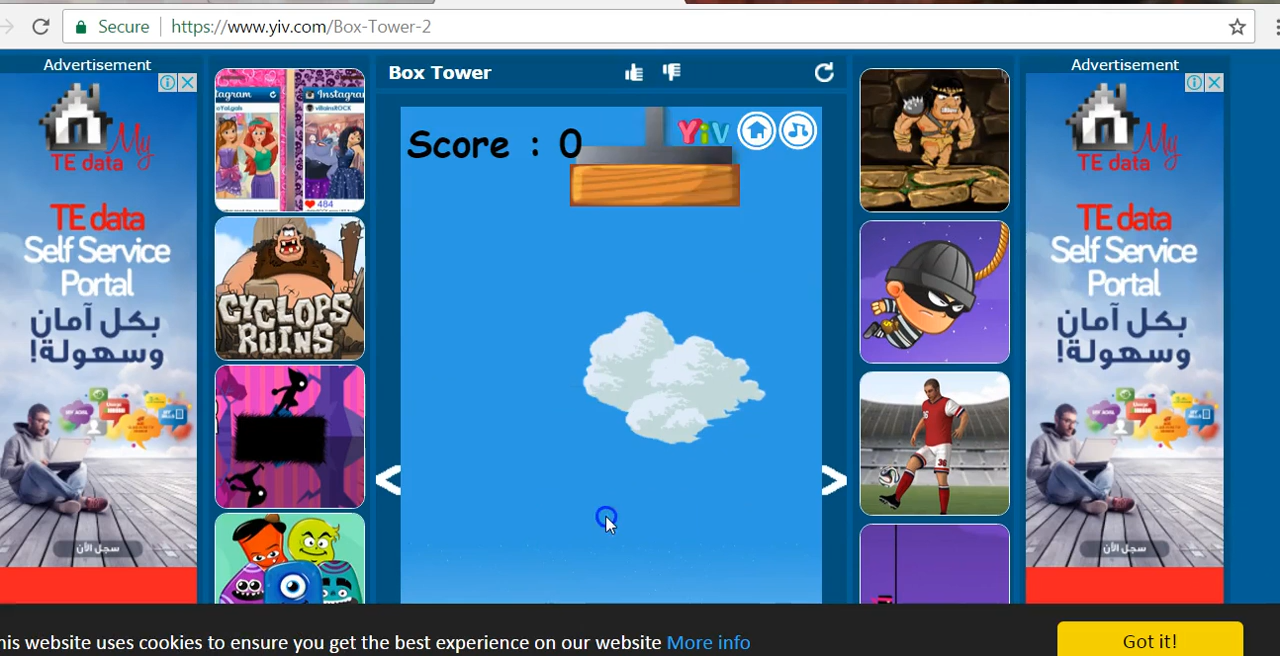 Secure
https://www.yiv.com/Box-Tower-2
Advertisement
My
TE data
TE data
Self Service
Portal
بكل أمان
وسهولة!
سجل الآن
484
CYCLOPS
RUINS
Box Tower
Score : 0
YiV
Advertisement
My
TE data
TE data
Self Service
Portal
بكل أمان
وسهولة!
سجل الآن
his website uses cookies to ensure you get the best experience on our website More info
Got it!